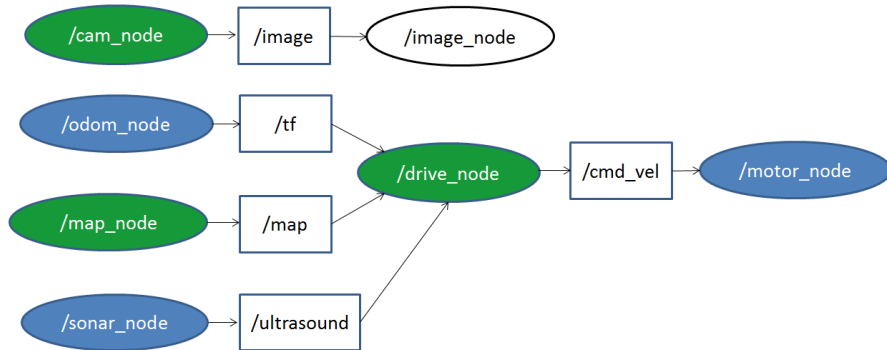 /cam_node
/image
/image_node
/odom_node
/tf
/drive_node
/cmd_vel
/motor_node
/map_node
/map
/sonar_node
/ultrasound